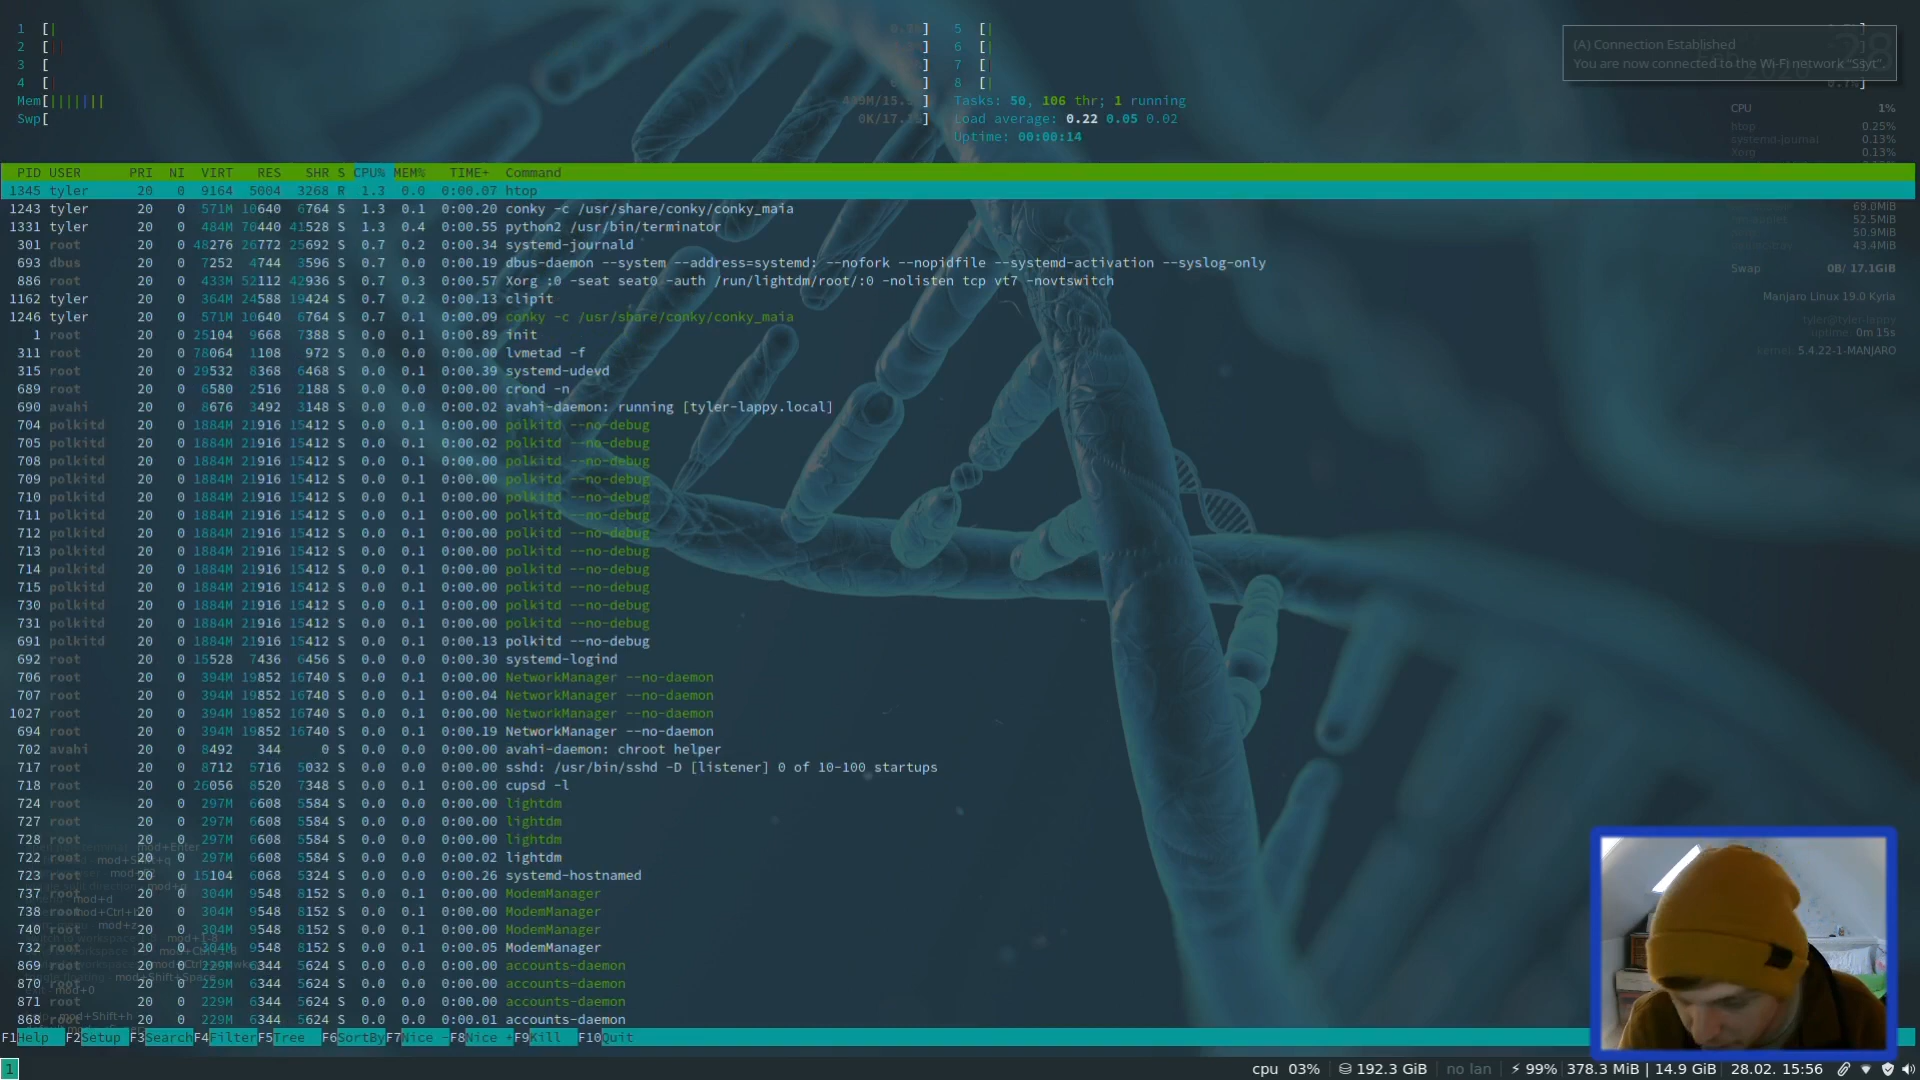 1 [|
2 [
3 [
4 [
Mem[|||||||
Swp[
]
]
]
]
]
]
5 [|
6 [|
7 [
8 [|
Tasks: 50, 106 thr; 1 running
Load average: 0.22 0.05 0.02
Uptime: 00:00:14
(A) Connection Established
You are now connected to the Wi-Fi network "Ssyt".
28
CPU 1%
htop 0.25%
systemd-journal 0.13%
Xorg 0.13%
69.0MiB
52.5MiB
50.9MiB
43.4MiB
Swap 0B/ 17.1GiB
Manjaro Linux 19.0 Kyria
tyler@tyler-lappy
uptime: 0m 15s
kernel: 5.4.22-1-MANJARO
PID USER PRI NI VIRT RES SHR S CPU% MEM% TIME+ Command
1345 tyler 20 0 9164 5004 3268 R 1.3 0.0 0:00.07 htop
1243 tyler 20 0 571M 10640 6764 S 1.3 0.1 0:00.20 conky -c /usr/share/conky/conky_maia
1331 tyler 20 0 484M 70440 41528 S 1.3 0.4 0:00.55 python2 /usr/bin/terminator
301 root 20 0 48276 26772 25692 S 0.7 0.2 0:00.34 systemd-journald
693 dbus 20 0 7252 4744 3596 S 0.7 0.0 0:00.19 dbus-daemon --system --address=systemd: --nofork --nopidfile --systemd-activation --syslog-only
886 root 20 0 433M 52112 42936 S 0.7 0.3 0:00.57 Xorg :0 -seat seat0 -auth /run/lightdm/root/:0 -nolisten tcp vt7 -novtswitch
1162 tyler 20 0 364M 24588 19424 S 0.7 0.2 0:00.13 clipit
1246 tyler 20 0 571M 10640 6764 S 0.7 0.1 0:00.09 conky -c /usr/share/conky/conky_maia
1 root 20 0 25104 9668 7388 S 0.0 0.1 0:00.89 init
311 root 20 0 78064 1108 972 S 0.0 0.0 0:00.00 lvmetad -f
315 root 20 0 29532 8368 6468 S 0.0 0.1 0:00.39 systemd-udevd
689 root 20 0 6580 2516 2188 S 0.0 0.0 0:00.00 crond -n
690 avahi 20 0 8676 3492 3148 S 0.0 0.0 0:00.02 avahi-daemon: running [tyler-lappy.local]
704 polkitd 20 0 1884M 21916 15412 S 0.0 0.1 0:00.00 polkitd --no-debug
705 polkitd 20 0 1884M 21916 15412 S 0.0 0.1 0:00.02 polkitd --no-debug
708 polkitd 20 0 1884M 21916 15412 S 0.0 0.1 0:00.00 polkitd --no-debug
709 polkitd 20 0 1884M 21916 15412 S 0.0 0.1 0:00.00 polkitd --no-debug
710 polkitd 20 0 1884M 21916 15412 S 0.0 0.1 0:00.00 polkitd --no-debug
711 polkitd 20 0 1884M 21916 15412 S 0.0 0.1 0:00.00 polkitd --no-debug
712 polkitd 20 0 1884M 21916 15412 S 0.0 0.1 0:00.00 polkitd --no-debug
713 polkitd 20 0 1884M 21916 15412 S 0.0 0.1 0:00.00 polkitd --no-debug
714 polkitd 20 0 1884M 21916 15412 S 0.0 0.1 0:00.00 polkitd --no-debug
715 polkitd 20 0 1884M 21916 15412 S 0.0 0.1 0:00.00 polkitd --no-debug
730 polkitd 20 0 1884M 21916 15412 S 0.0 0.1 0:00.00 polkitd --no-debug
731 polkitd 20 0 1884M 21916 15412 S 0.0 0.1 0:00.00 polkitd --no-debug
691 polkitd 20 0 1884M 21916 15412 S 0.0 0.1 0:00.13 polkitd --no-debug
692 root 20 0 15528 7436 6456 S 0.0 0.0 0:00.30 systemd-logind
706 root 20 0 394M 19852 16740 S 0.0 0.1 0:00.00 NetworkManager --no-daemon
707 root 20 0 394M 19852 16740 S 0.0 0.1 0:00.04 NetworkManager --no-daemon
1027 root 20 0 394M 19852 16740 S 0.0 0.1 0:00.00 NetworkManager --no-daemon
694 root 20 0 394M 19852 16740 S 0.0 0.1 0:00.19 NetworkManager --no-daemon
702 avahi 20 0 8492 344 0 S 0.0 0.0 0:00.00 avahi-daemon: chroot helper
717 root 20 0 8712 5716 5032 S 0.0 0.0 0:00.00 sshd: /usr/bin/sshd -D [listener] 0 of 10-100 startups
718 root 20 0 26056 8520 7348 S 0.0 0.1 0:00.00 cupsd -l
724 root 20 0 297M 6608 5584 S 0.0 0.0 0:00.00 lightdm
727 root 20 0 297M 6608 5584 S 0.0 0.0 0:00.00 lightdm
728 root 20 0 297M 6608 5584 S 0.0 0.0 0:00.00 lightdm
722 root 20 0 297M 6608 5584 S 0.0 0.0 0:00.02 lightdm
723 root 20 0 15104 6068 5324 S 0.0 0.0 0:00.26 systemd-hostnamed
737 root 20 0 304M 9548 8152 S 0.0 0.1 0:00.00 ModemManager
738 root 20 0 304M 9548 8152 S 0.0 0.1 0:00.00 ModemManager
740 root 20 0 304M 9548 8152 S 0.0 0.1 0:00.00 ModemManager
732 root 20 0 304M 9548 8152 S 0.0 0.1 0:00.05 ModemManager
869 root 20 0 229M 6344 5624 S 0.0 0.0 0:00.00 accounts-daemon
870 root 20 0 229M 6344 5624 S 0.0 0.0 0:00.00 accounts-daemon
871 root 20 0 229M 6344 5624 S 0.0 0.0 0:00.00 accounts-daemon
868 root 20 0 229M 6344 5624 S 0.0 0.0 0:00.01 accounts-daemon
F1Help F2Setup F3Search F4Filter F5Tree F6SortBy F7Nice - F8Nice + F9Kill F10Quit
1
cpu 03% | 192.3 GiB | no lan | ⚡ 99% | 378.3 MiB | 14.9 GiB | 28.02. 15:56